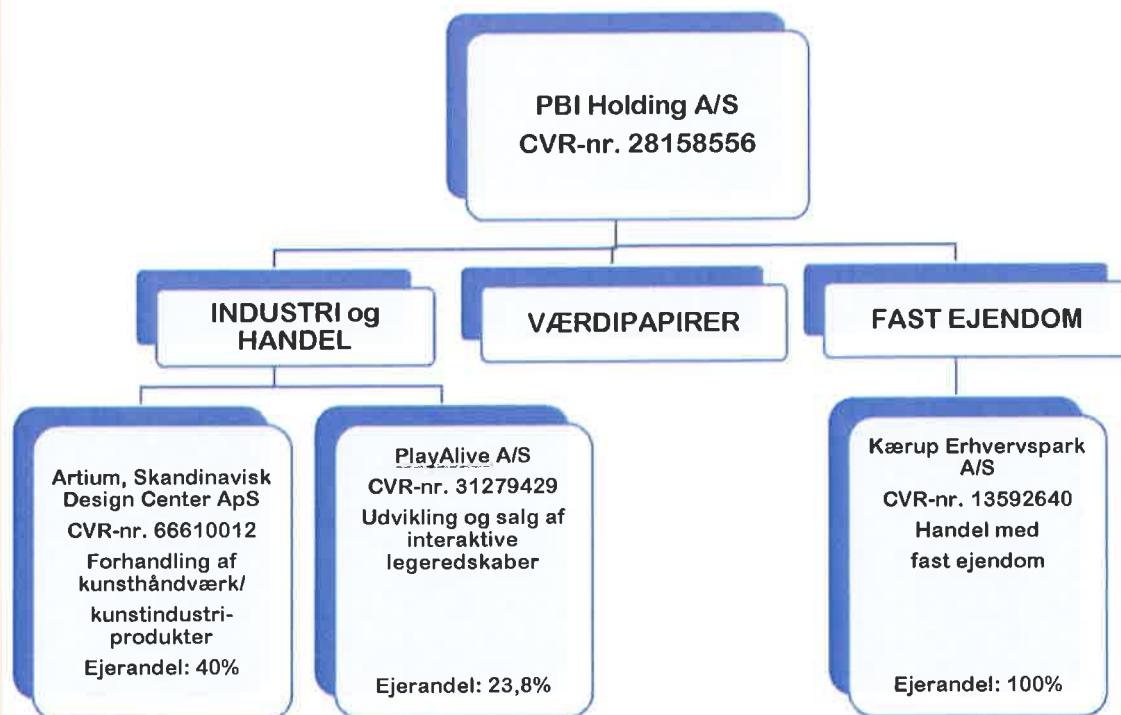 PBI Holding A/S
CVR-nr. 28158556
INDUSTRI og
HANDEL
VÆRDIPAPIRER
FAST EJENDOM
Artium, Skandinavisk
Design Center ApS
CVR-nr. 66610012
Forhandling af
kunsthåndværk/
kunstindustri-
produkter
Ejerandel: 40%
PlayAlive A/S
CVR-nr. 31279429
Udvikling og salg af
interaktive
legeredskaber
Ejerandel: 23,8%
Kærup Erhvervspark
A/S
CVR-nr. 13592640
Handel med
fast ejendom
Ejerandel: 100%